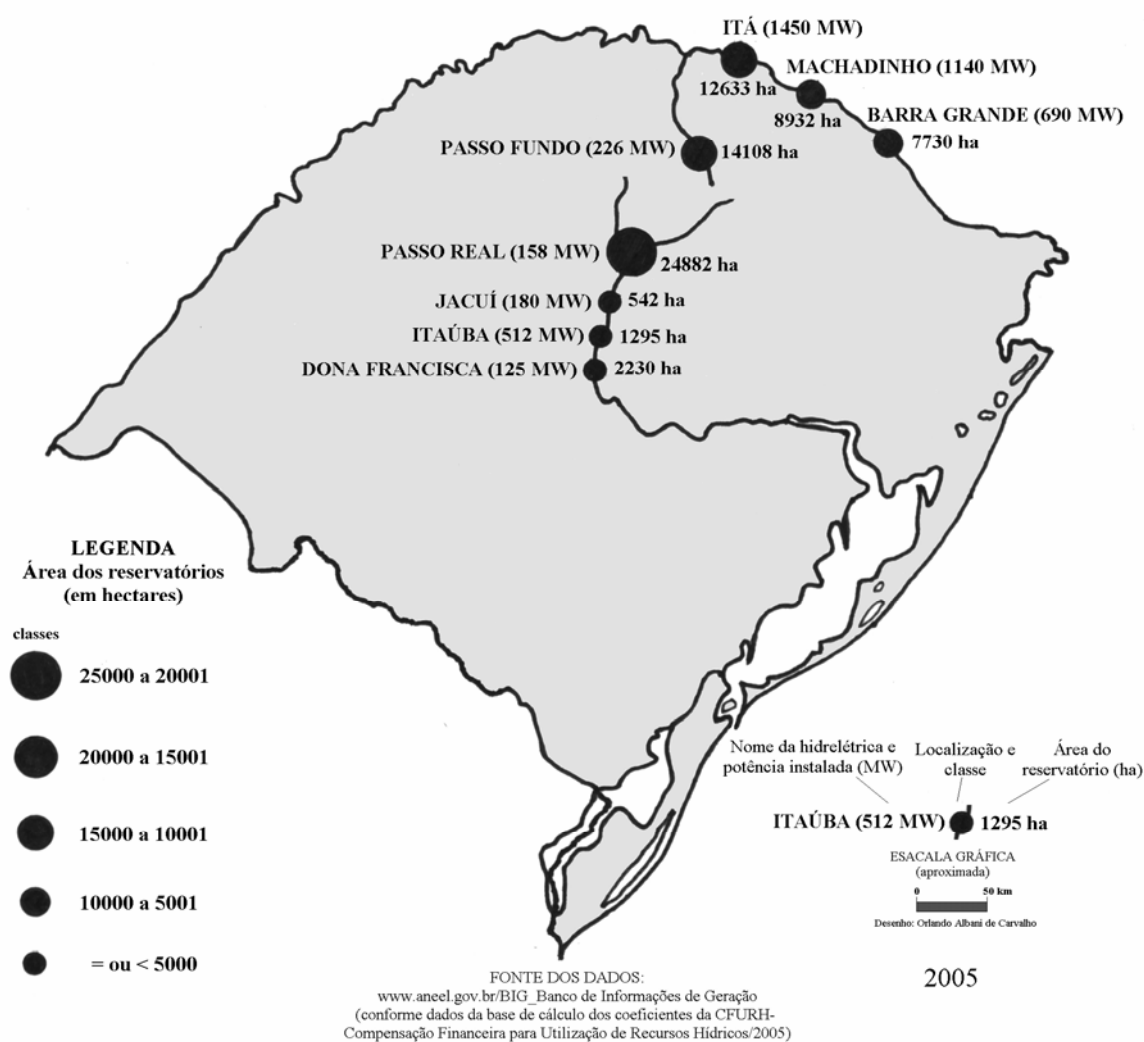 ITÁ (1450 MW)
12633 ha
MACHADINHO (1140 MW)
8932 ha
BARRA GRANDE (690 MW)
7730 ha
PASSO FUNDO (226 MW)
14108 ha
PASSO REAL (158 MW)
24882 ha
JACUÍ (180 MW)
542 ha
ITAÚBA (512 MW)
1295 ha
DONA FRANCISCA (125 MW)
2230 ha
LEGENDA
Área dos reservatórios
(em hectares)
classes
25000 a 20001
20000 a 15001
15000 a 10001
10000 a 5001
= ou < 5000
Nome da hidrelétrica e
potência instalada (MW)
Localização e
classe
Área do
reservatório (ha)
ITAÚBA (512 MW)
1295 ha
ESACALA GRÁFICA
(aproximada)
0 50 km
Desenho: Orlando Albani de Carvalho
2005
FONTE DOS DADOS:
www.aneel.gov.br/BIG_Banco de Informações de Geração
(conforme dados da base de cálculo dos coeficientes da CFURH-
Compensação Financeira para Utilização de Recursos Hídricos/2005)